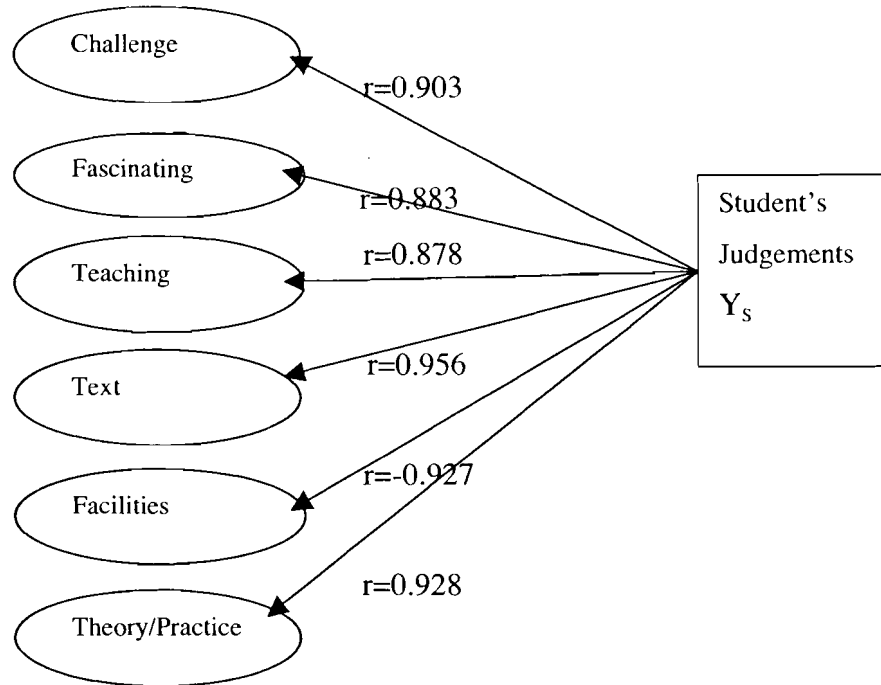 Challenge
r=0.903
Fascinating
r=0.883
Student's
Judgements
Y_s
Teaching
r=0.878
Text
r=0.956
Facilities
r=-0.927
Theory/Practice
r=0.928